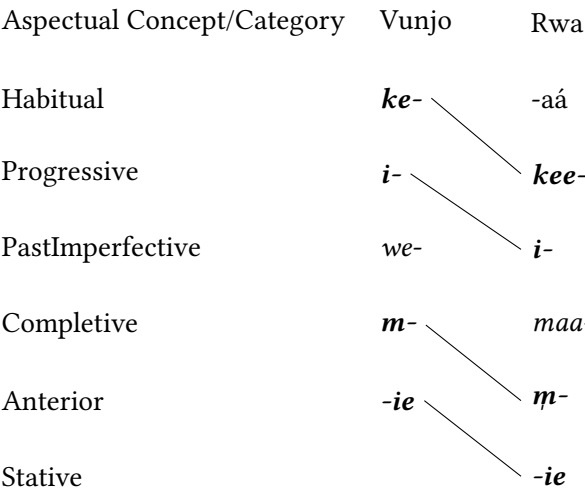 Aspectual Concept/Category Vunjo Rwa
Habitual ke- -aá
Progressive i- kee-
PastImperfective we- i-
Completive m- maa-
Anterior -ie m̩-
Stative -ie